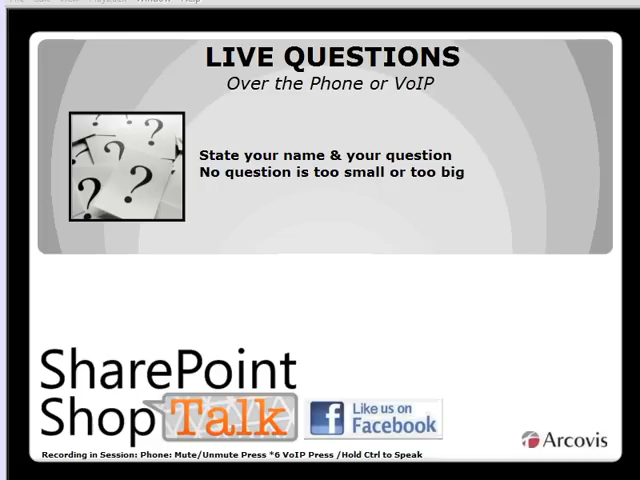 LIVE QUESTIONS
Over the Phone or VoIP
State your name & your question
No question is too small or too big
SharePoint
Shop Talk
Like us on
Facebook
Arcovis
Recording in Session: Phone: Mute/Unmute Press *6 VoIP Press /Hold Ctrl to Speak